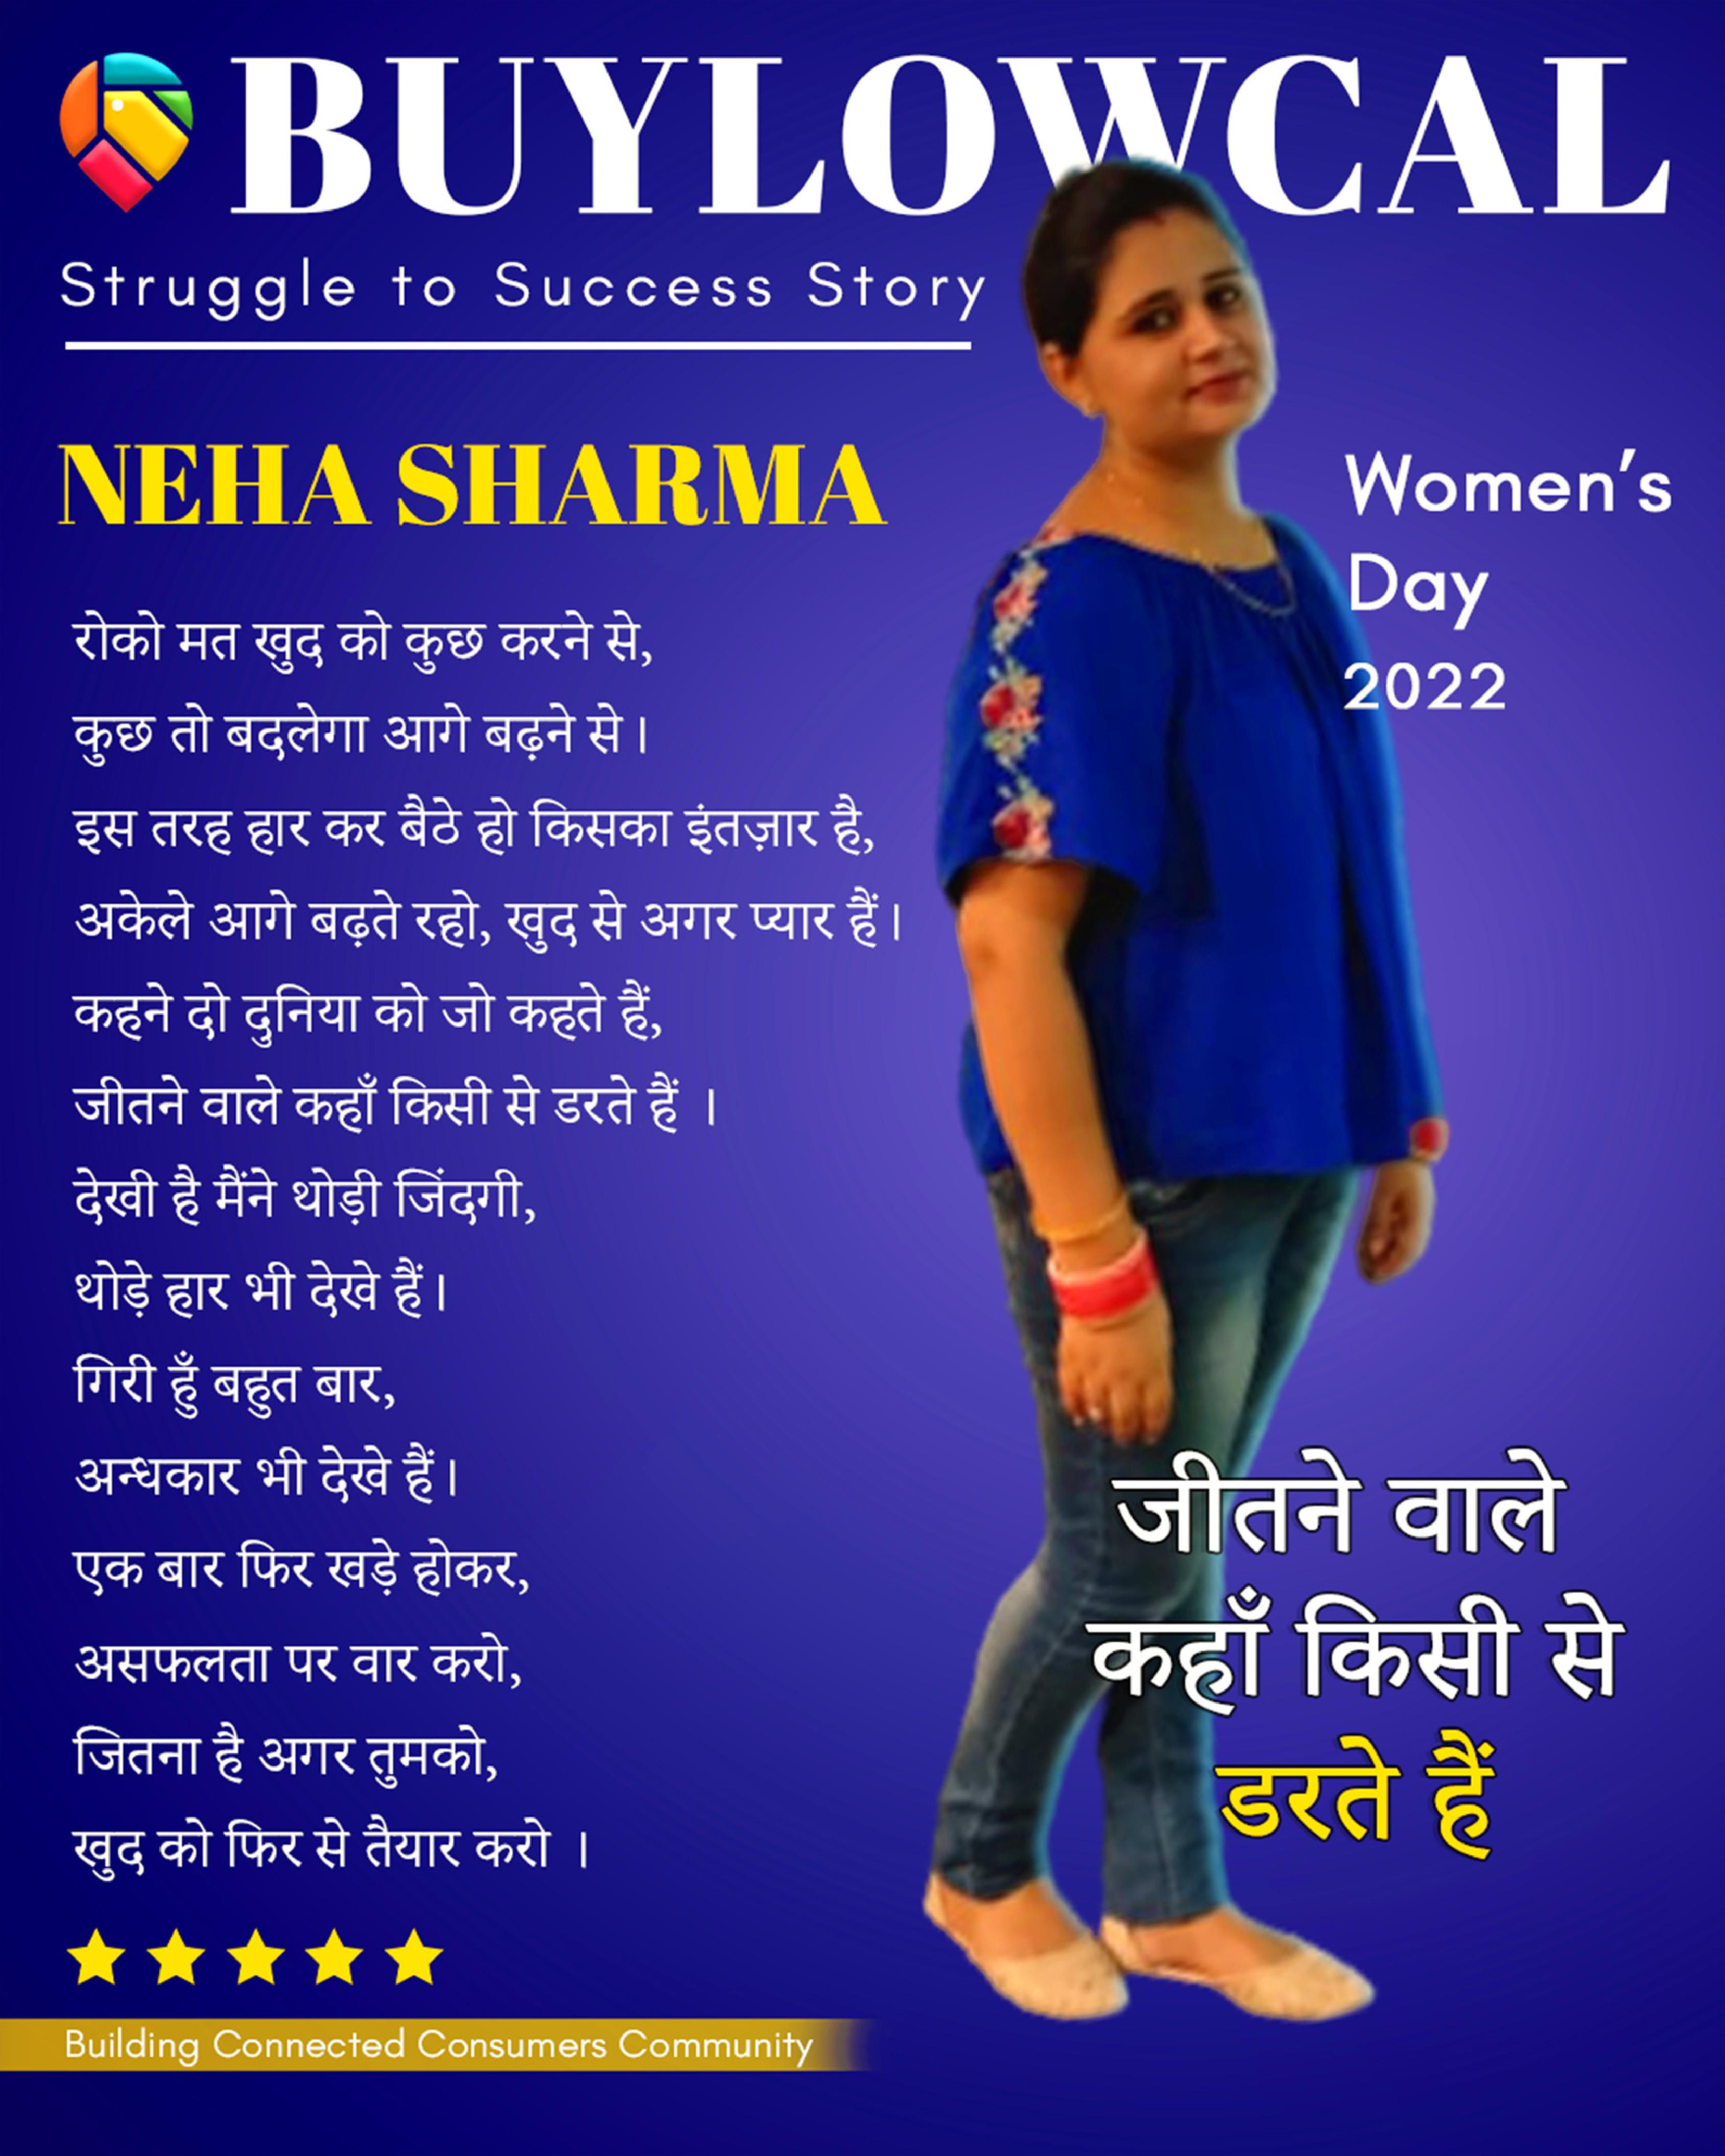 BUYLOWCAL
Struggle to Success Story
NEHA SHARMA
Women's
Day
2022
रोको मत खुद को कुछ करने से,
कुछ तो बदलेगा आगे बढ़ने से।
इस तरह हार कर बैठे हो किसका इंतज़ार है,
अकेले आगे बढ़ते रहो, खुद से अगर प्यार हैं।
कहने दो दुनिया को जो कहते हैं,
जीतने वाले कहाँ किसी से डरते हैं ।
देखी है मैंने थोड़ी जिंदगी,
थोड़े हार भी देखे हैं।
गिरी हुँ बहुत बार,
अन्धकार भी देखे हैं।
एक बार फिर खड़े होकर,
असफलता पर वार करो,
जितना है अगर तुमको,
खुद को फिर से तैयार करो ।
जीतने वाले
कहाँ किसी से
डरते हैं
Building Connected Consumers Community